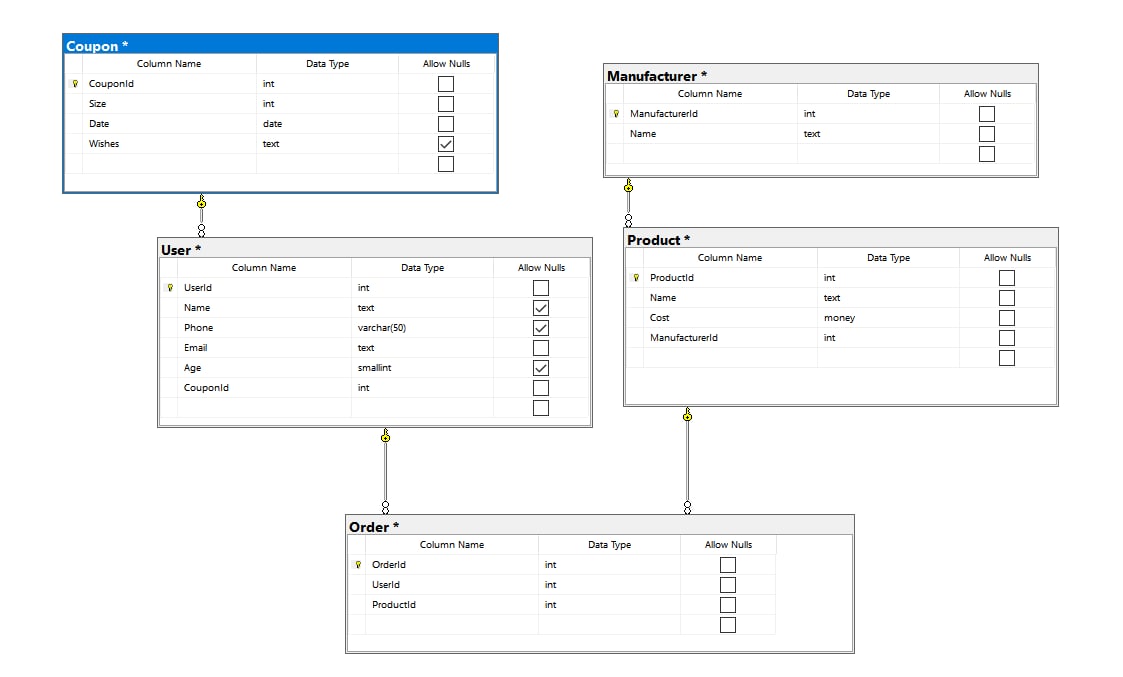 Coupon *
Column Name Data Type Allow Nulls
CouponId int
Size int
Date date
Wishes text
Manufacturer *
Column Name Data Type Allow Nulls
ManufacturerId int
Name text
User *
Column Name Data Type Allow Nulls
UserId int
Name text
Phone varchar(50)
Email text
Age smallint
CouponId int
Product *
Column Name Data Type Allow Nulls
ProductId int
Name text
Cost money
ManufacturerId int
Order *
Column Name Data Type Allow Nulls
OrderId int
UserId int
ProductId int